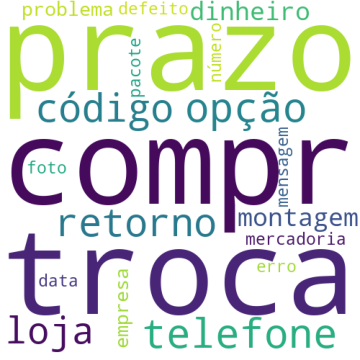 problema
defeito
dinheiro
prazo
pacote
número
código
opção
compr
mensagem
foto
retorno
montagem
mercadoria
troca
erro
data
empresa
loja
telefone